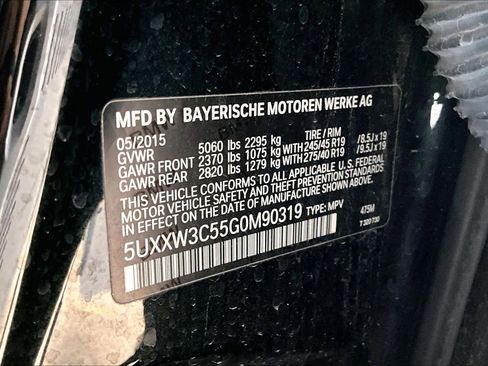 MFD BY BAYERISCHE MOTOREN WERKE AG
05/2015 5060 lbs 2295 kg TIRE / RIM
GVWR
GAWR FRONT 2370 lbs 1075 kg WITH 245/45 R19 /8.5J x 19
GAWR REAR 2820 lbs 1279 kg WITH 275/40 R19 /9.5J x 19
THIS VEHICLE CONFORMS TO ALL APPLICABLE U.S. FEDERAL
MOTOR VEHICLE SAFETY AND THEFT PREVENTION STANDARDS
IN EFFECT ON THE DATE OF MANUFACTURE SHOWN ABOVE.
5UXXW3C55G0M90319 TYPE: MPV 475M
T 320 730